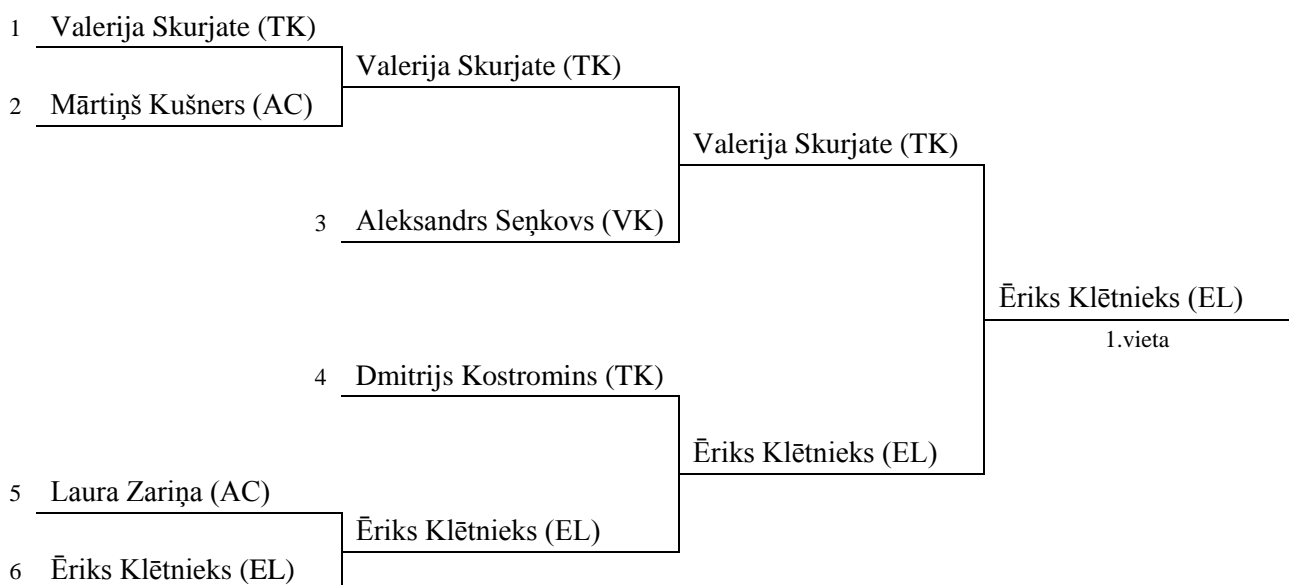 1 Valerija Skurjate (TK)
Valerija Skurjate (TK)
2 Mārtiņš Kušners (AC)
Valerija Skurjate (TK)
3 Aleksandrs Seņkovs (VK)
Ēriks Klētnieks (EL)
1.vieta
4 Dmitrijs Kostromins (TK)
Ēriks Klētnieks (EL)
5 Laura Zariņa (AC)
Ēriks Klētnieks (EL)
6 Ēriks Klētnieks (EL)